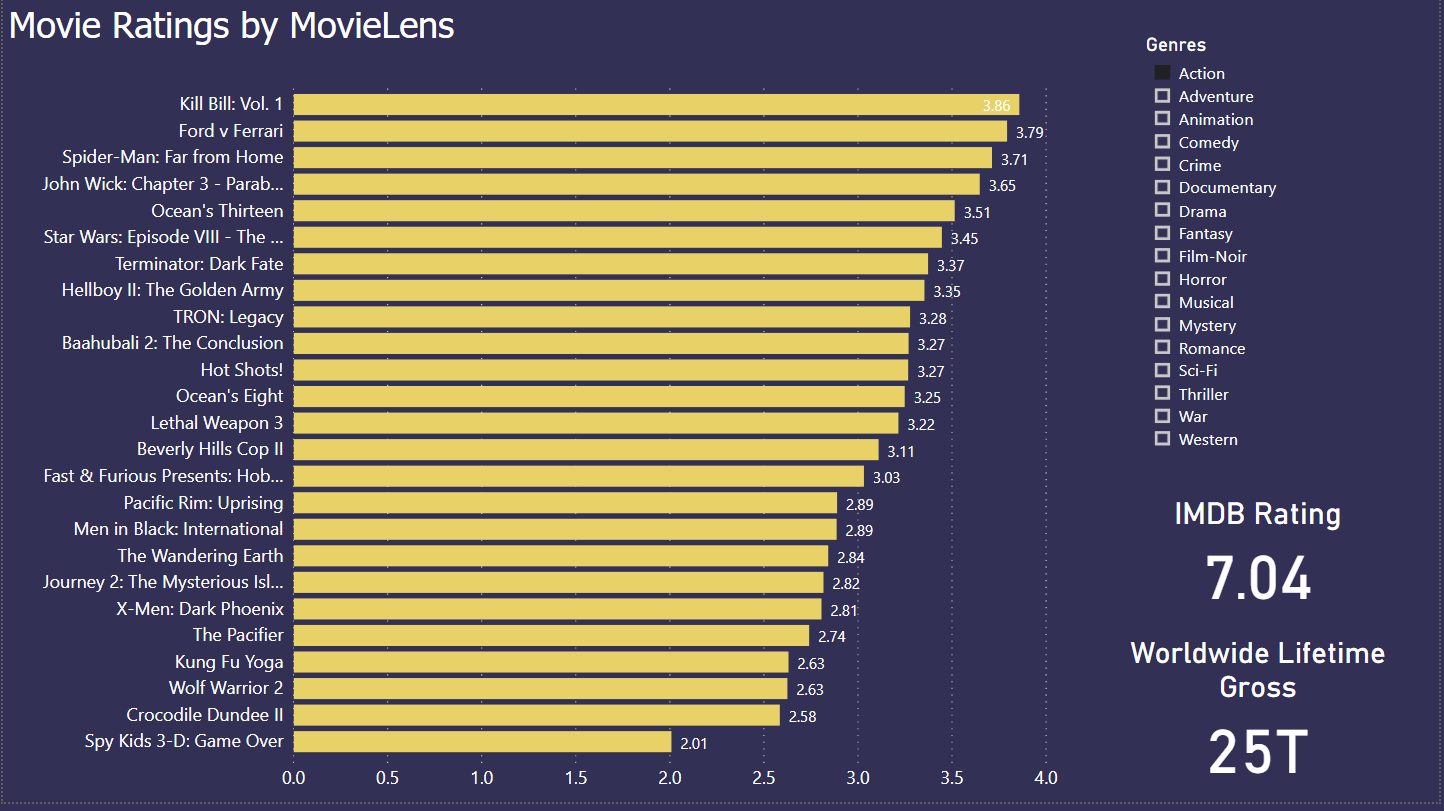 Movie Ratings by MovieLens
Kill Bill: Vol. 1 3.86
Ford v Ferrari 3.79
Spider-Man: Far from Home 3.71
John Wick: Chapter 3 - Parab... 3.65
Ocean's Thirteen 3.51
Star Wars: Episode VIII - The ... 3.45
Terminator: Dark Fate 3.37
Hellboy II: The Golden Army 3.35
TRON: Legacy 3.28
Baahubali 2: The Conclusion 3.27
Hot Shots! 3.27
Ocean's Eight 3.25
Lethal Weapon 3 3.22
Beverly Hills Cop II 3.11
Fast & Furious Presents: Hob... 3.03
Pacific Rim: Uprising 2.89
Men in Black: International 2.89
The Wandering Earth 2.84
Journey 2: The Mysterious Isl... 2.82
X-Men: Dark Phoenix 2.81
The Pacifier 2.74
Kung Fu Yoga 2.63
Wolf Warrior 2 2.63
Crocodile Dundee II 2.58
Spy Kids 3-D: Game Over 2.01
0.0 0.5 1.0 1.5 2.0 2.5 3.0 3.5 4.0
Genres
Action
Adventure
Animation
Comedy
Crime
Documentary
Drama
Fantasy
Film-Noir
Horror
Musical
Mystery
Romance
Sci-Fi
Thriller
War
Western
IMDB Rating
7.04
Worldwide Lifetime
Gross
25T